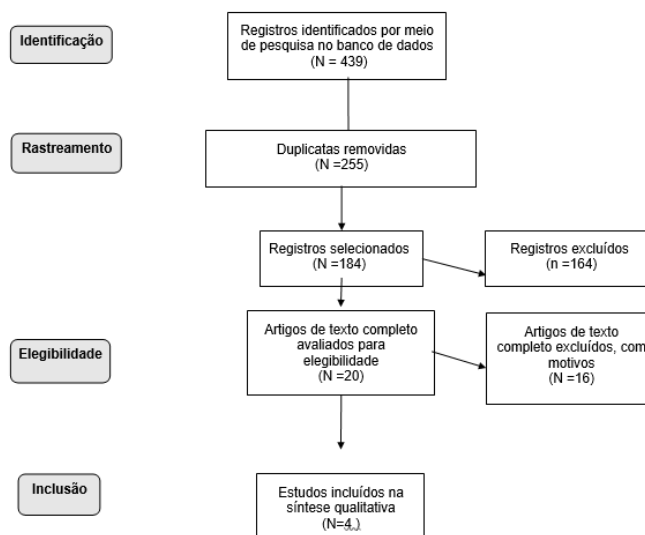 Identificação
Registros identificados por meio
de pesquisa no banco de dados
(N = 439)
Rastreamento
Duplicatas removidas
(N =255)
Registros selecionados
(N =184)
Registros excluídos
(n =164)
Elegibilidade
Artigos de texto completo
avaliados para
elegibilidade
(N =20)
Artigos de texto
completo excluídos, com
motivos
(N =16)
Inclusão
Estudos incluídos na
síntese qualitativa
(N=4 )